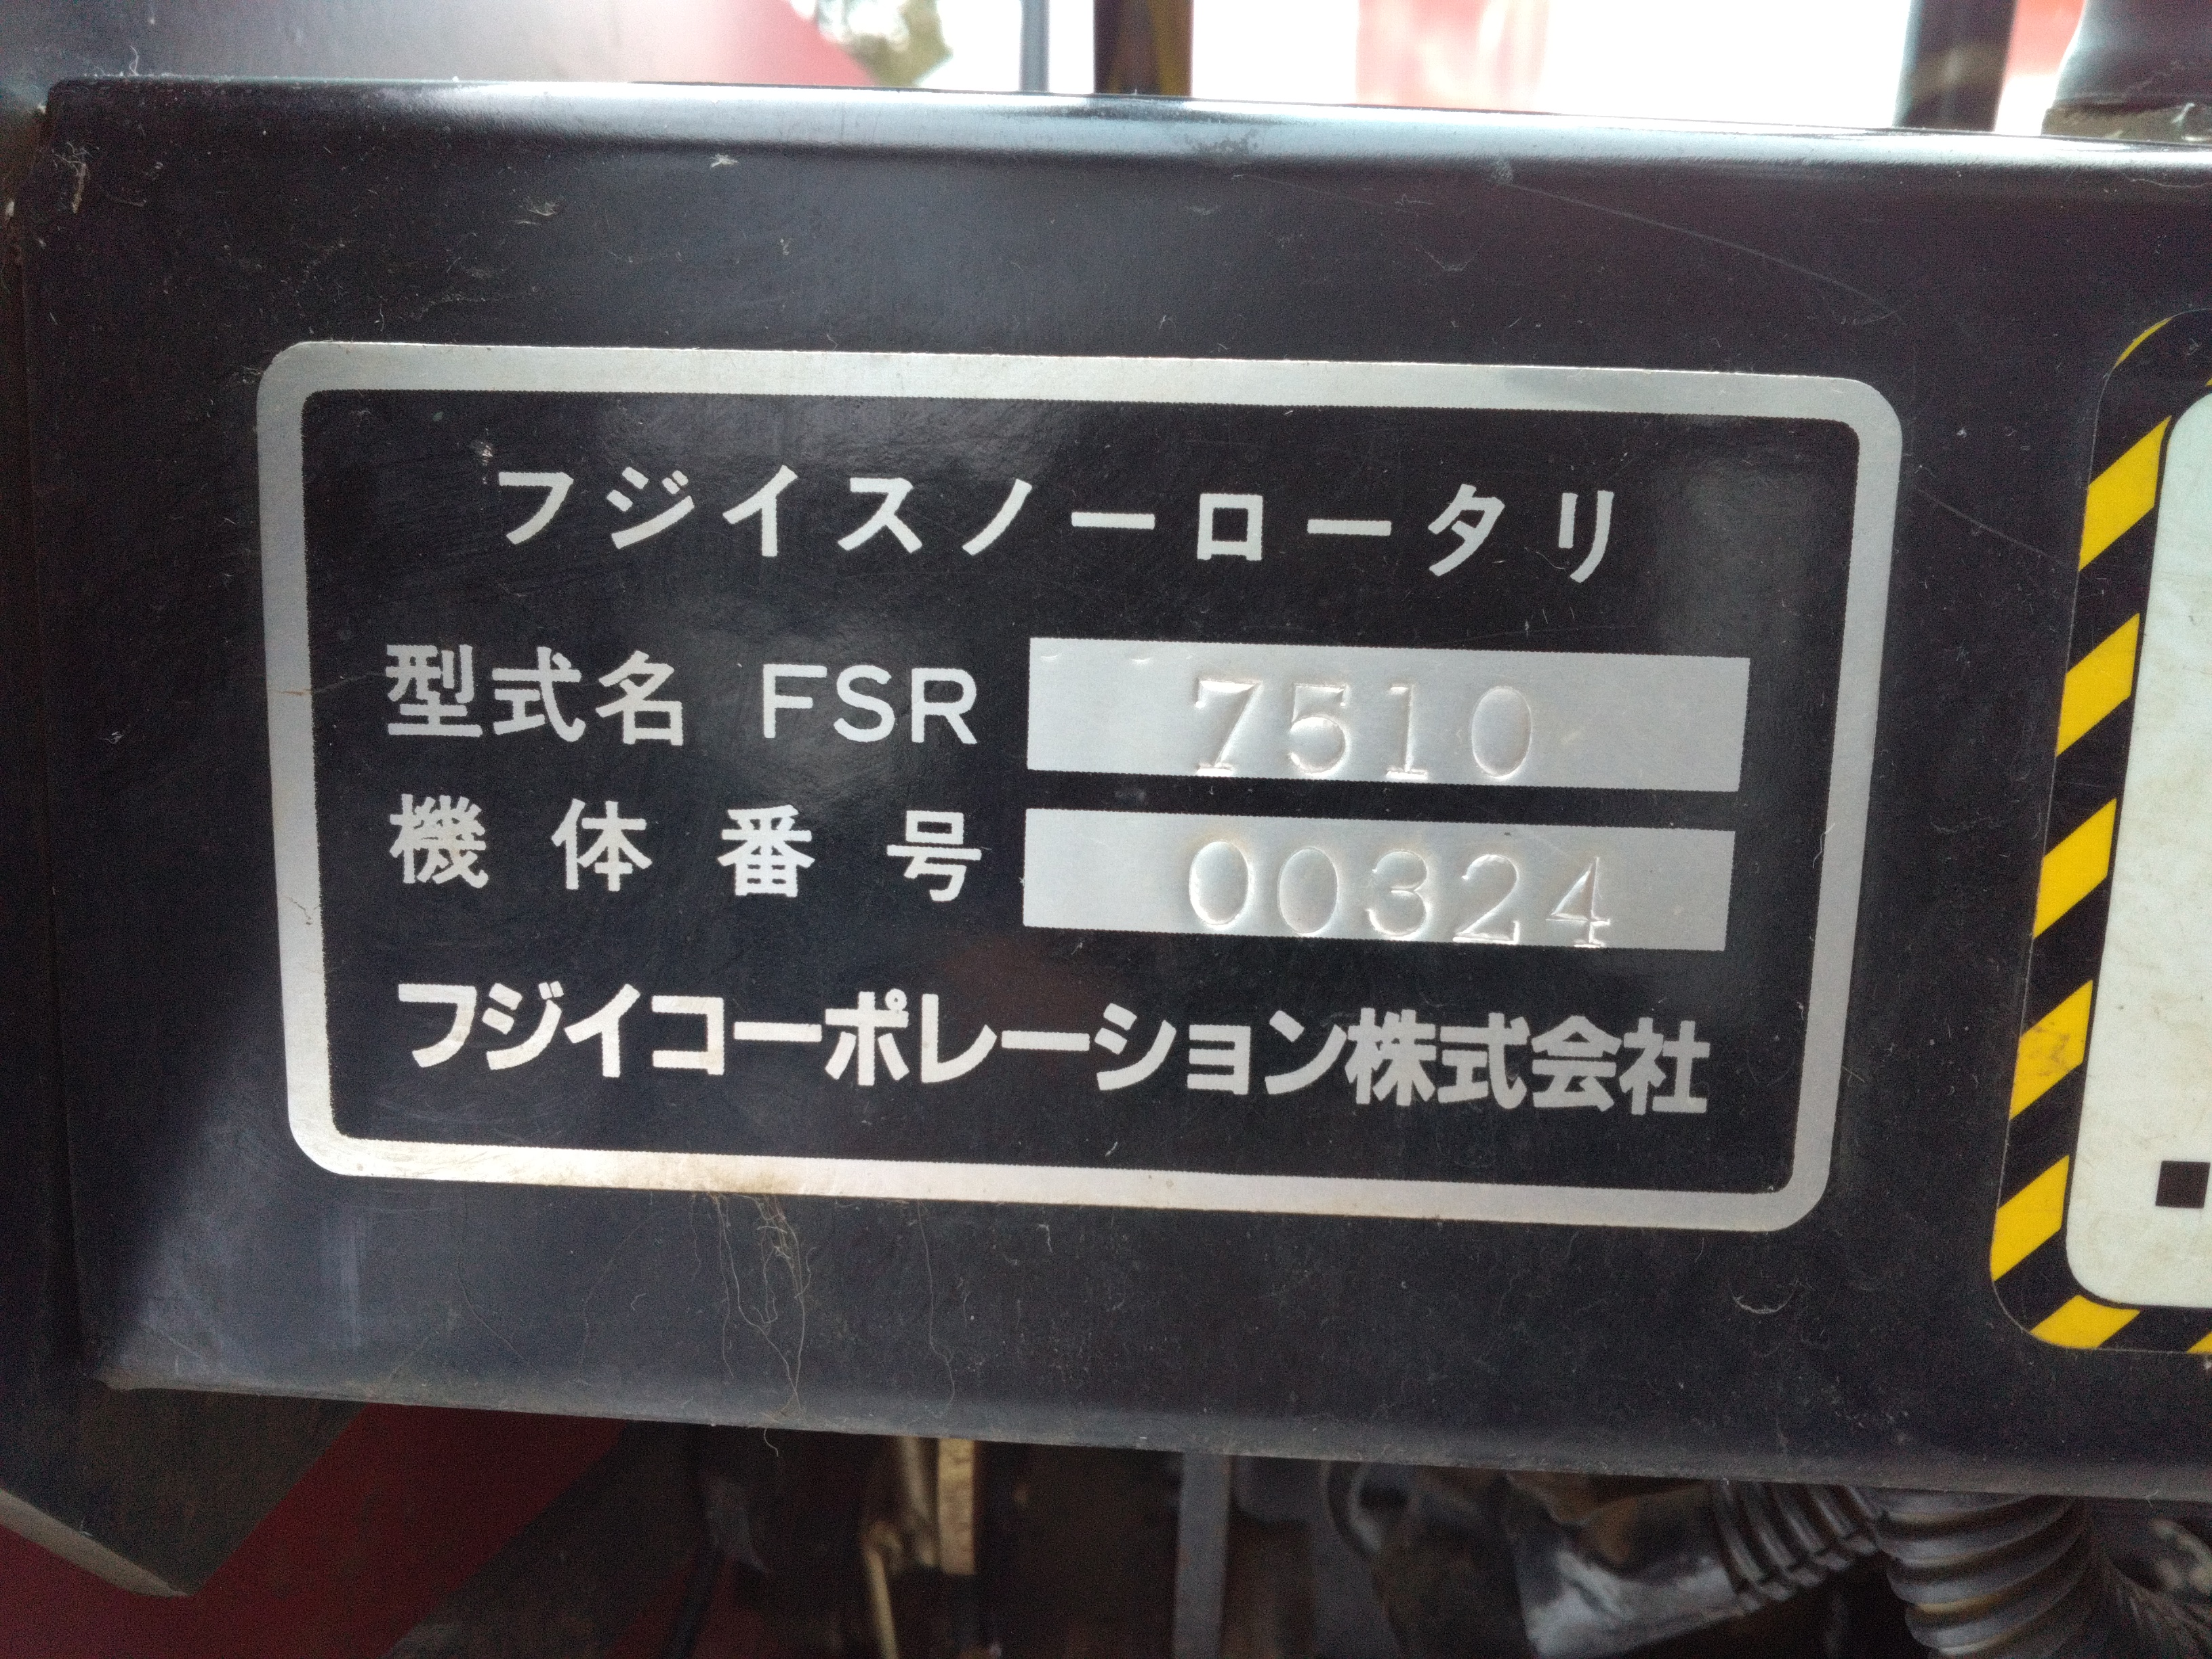 フジイスノーロータリ
型式名 FSR 7510
機体番号 00324
フジイコーポレーション株式会社